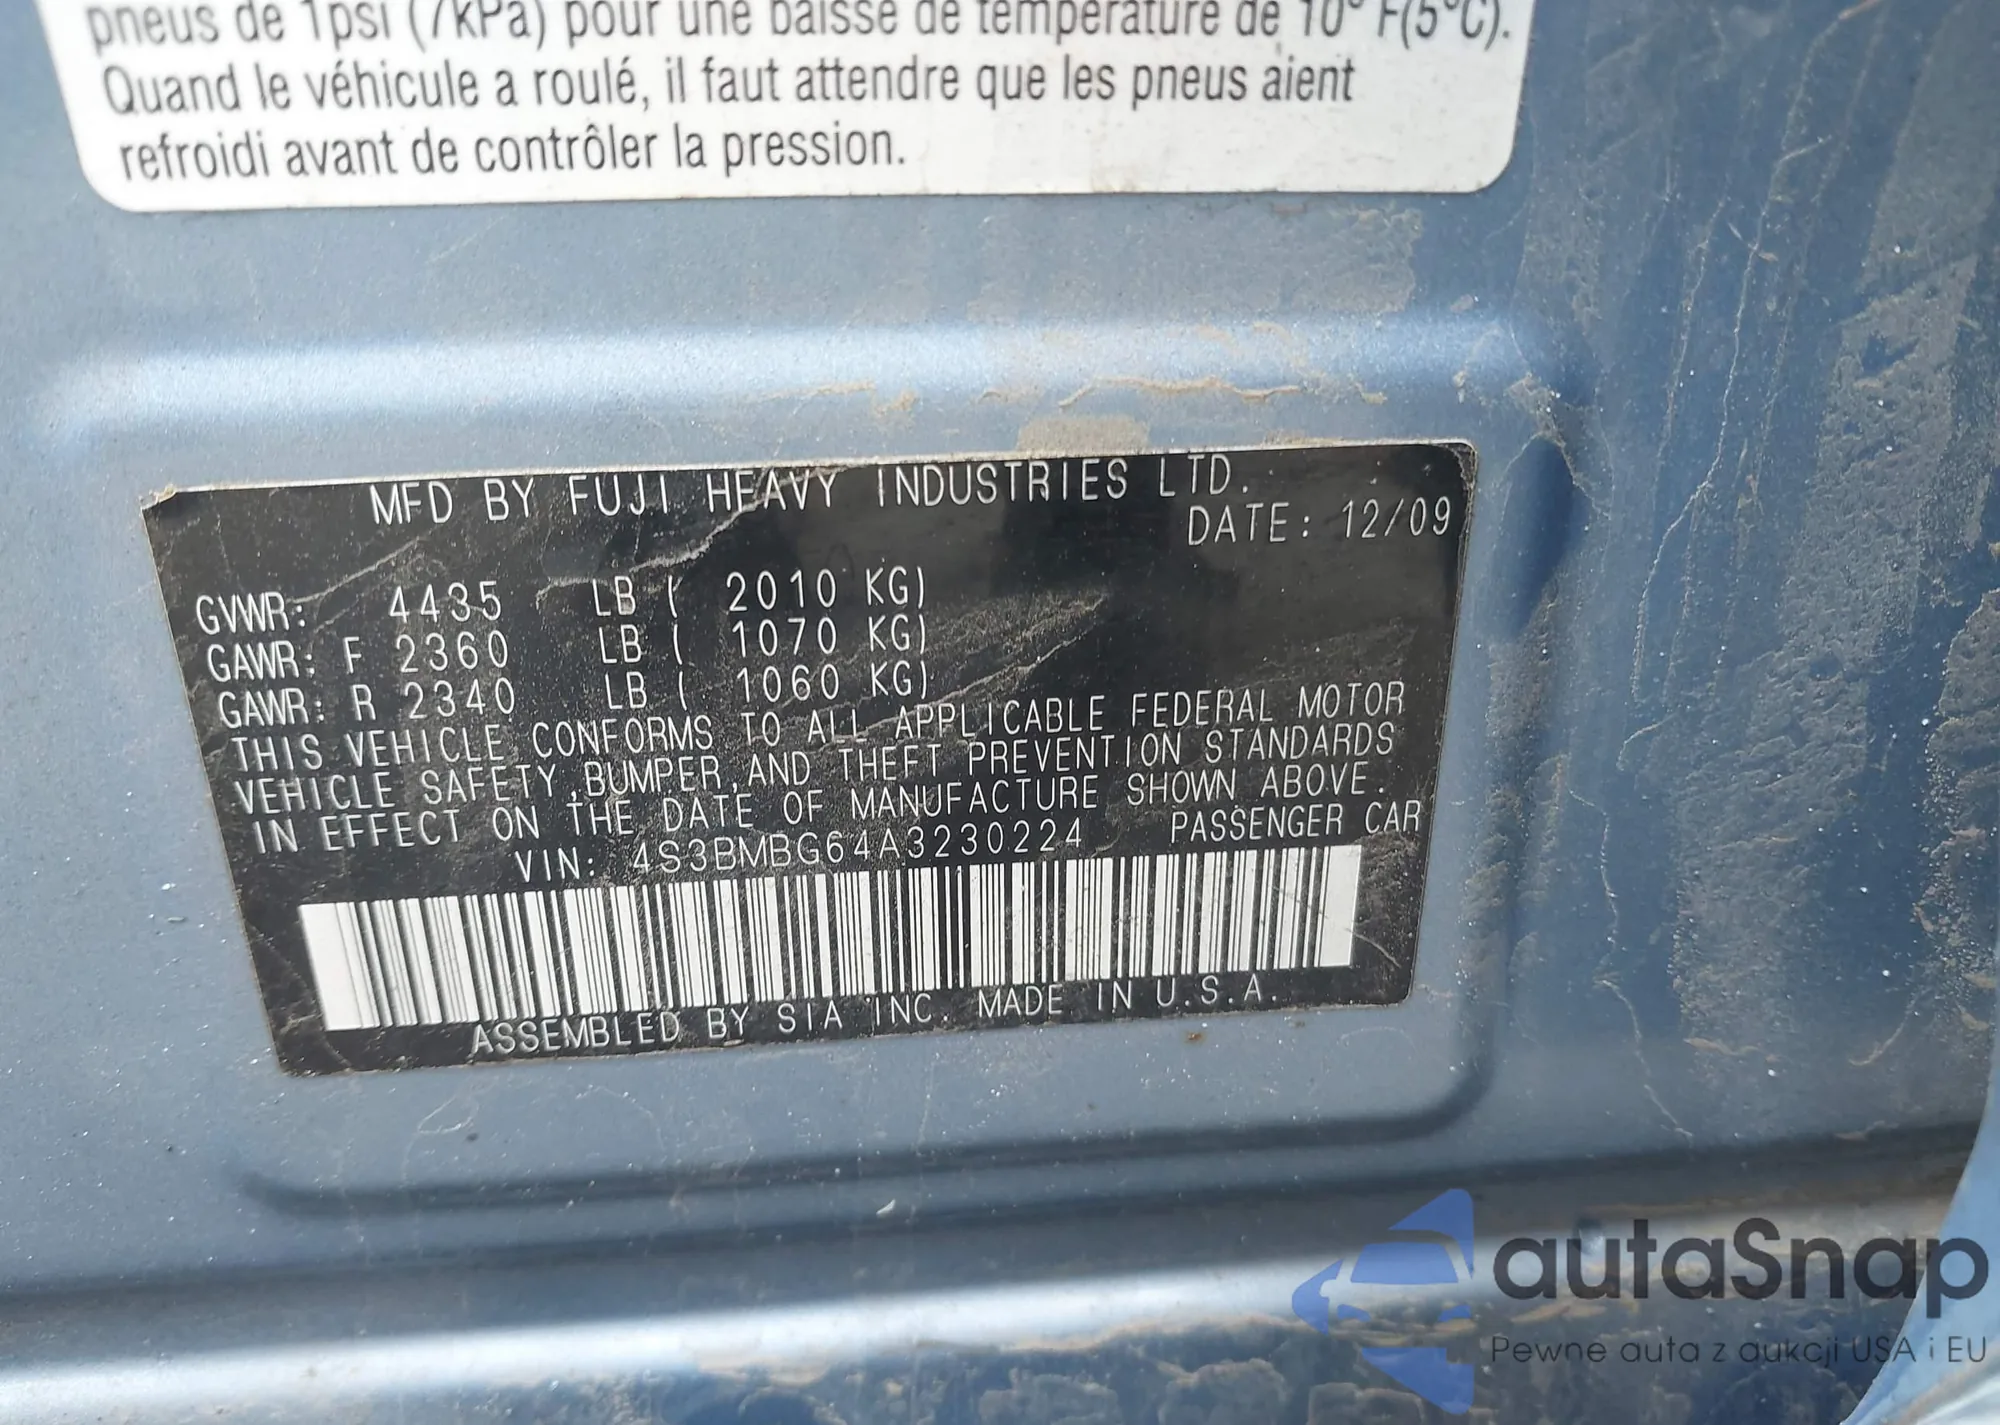 pneus de 1psi (7kPa) pour une baisse de température de 10° F(5°C).
Quand le véhicule a roulé, il faut attendre que les pneus aient
refroidi avant de contrôler la pression.
MFD BY FUJI HEAVY INDUSTRIES LTD.
DATE: 12/09
GVWR: 4435 LB ( 2010 KG)
GAWR: F 2360 LB ( 1070 KG)
GAWR: R 2340 LB ( 1060 KG)
THIS VEHICLE CONFORMS TO ALL APPLICABLE FEDERAL MOTOR
VEHICLE SAFETY,BUMPER,AND THEFT PREVENTION STANDARDS
IN EFFECT ON THE DATE OF MANUFACTURE SHOWN ABOVE.
VIN: 4S3BMBG64A3230224 PASSENGER CAR
ASSEMBLED BY SIA INC. MADE IN U.S.A.
autaSnap
Pewne auta z aukcji USA i EU